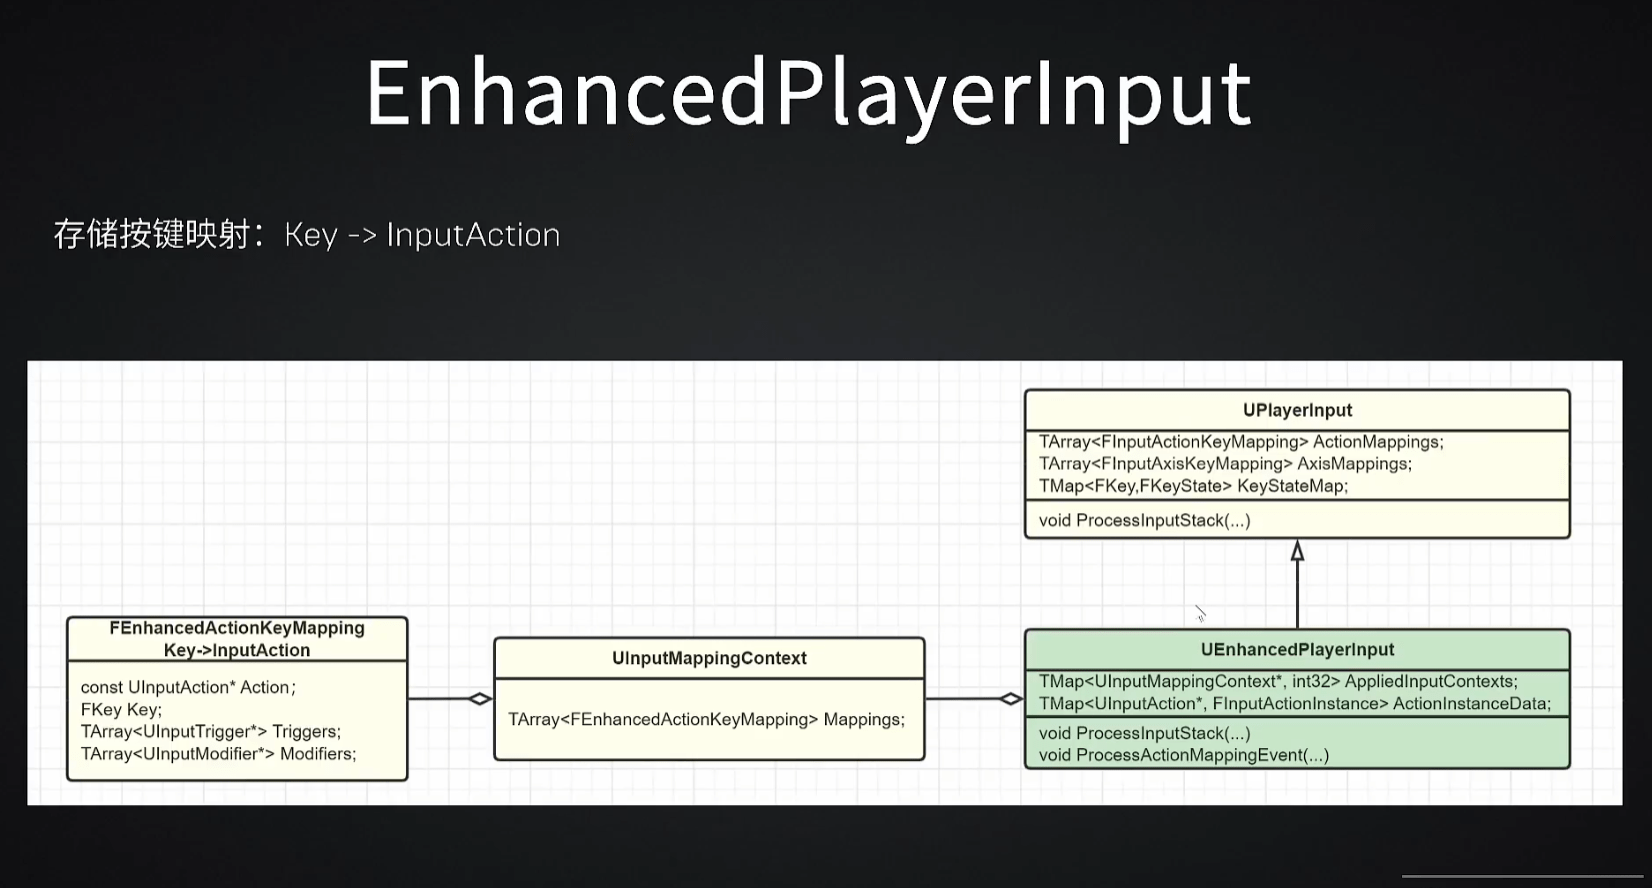 EnhancedPlayerInput
存储按键映射：Key -> InputAction
UPlayerInput
TArray<FInputActionKeyMapping> ActionMappings;
TArray<FInputAxisKeyMapping> AxisMappings;
TMap<FKey,FKeyState> KeyStateMap;
void ProcessInputStack(...)
FEnhancedActionKeyMapping
Key->InputAction
const UInputAction* Action;
FKey Key;
TArray<UInputTrigger*> Triggers;
TArray<UInputModifier*> Modifiers;
UInputMappingContext
TArray<FEnhancedActionKeyMapping> Mappings;
UEnhancedPlayerInput
TMap<UInputMappingContext*, int32> AppliedInputContexts;
TMap<UInputAction*, FInputActionInstance> ActionInstanceData;
void ProcessInputStack(...)
void ProcessActionMappingEvent(...)